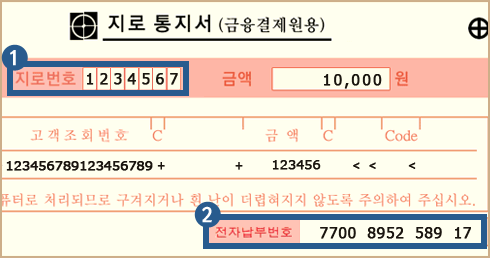 지로 통지서 (금융결제원용)
1
지로번호 1 2 3 4 5 6 7 금액 10,000 원
고객조회번호 C 금 액 C Code
123456789123456789 + + 123456 < < <
퓨터로 처리되므로 구겨지거나 흰 난이 더럽혀지지 않도록 주의하여 주십시오.
2
전자납부번호 7700 8952 589 17